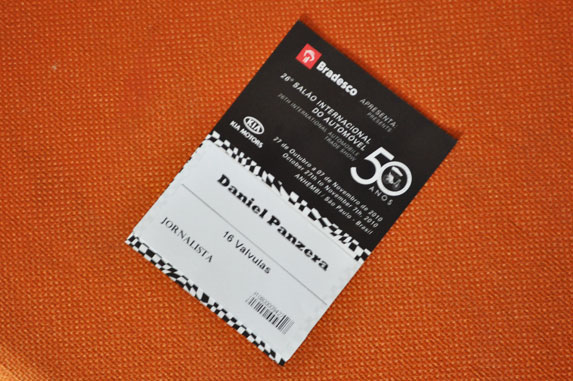 Bradesco
APRESENTA
PRESENTS
26º SALÃO INTERNACIONAL
DO AUTOMÓVEL
26TH INTERNATIONAL AUTOMOBILE
TRADE SHOW
KIA
KIA MOTORS
50
ANOS
27 de Outubro a 07 de Novembro de 2010
October 27th to November 7th, 2010
ANHEMBI / São Paulo - Brasil
Daniel Panzera
16 Valvulas
JORNALISTA